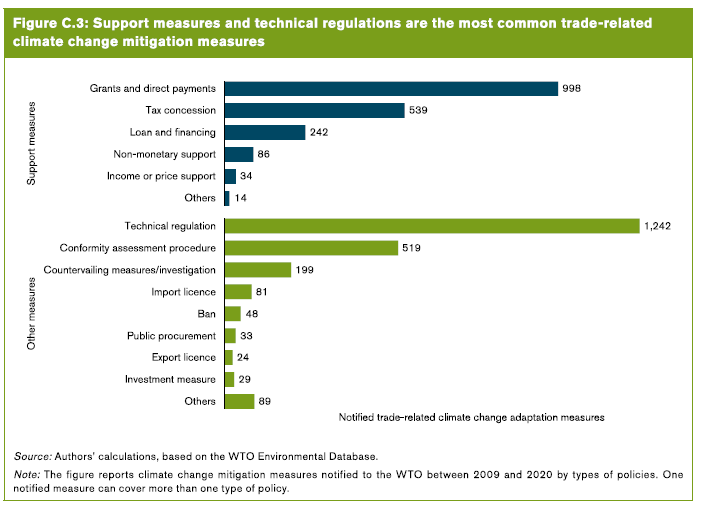 Figure C.3: Support measures and technical regulations are the most common trade-related
climate change mitigation measures
Support measures
Grants and direct payments 998
Tax concession 539
Loan and financing 242
Non-monetary support 86
Income or price support 34
Others 14
Other measures
Technical regulation 1,242
Conformity assessment procedure 519
Countervailing measures/investigation 199
Import licence 81
Ban 48
Public procurement 33
Export licence 24
Investment measure 29
Others 89
Notified trade-related climate change adaptation measures
Source: Authors' calculations, based on the WTO Environmental Database.
Note: The figure reports climate change mitigation measures notified to the WTO between 2009 and 2020 by types of policies. One
notified measure can cover more than one type of policy.